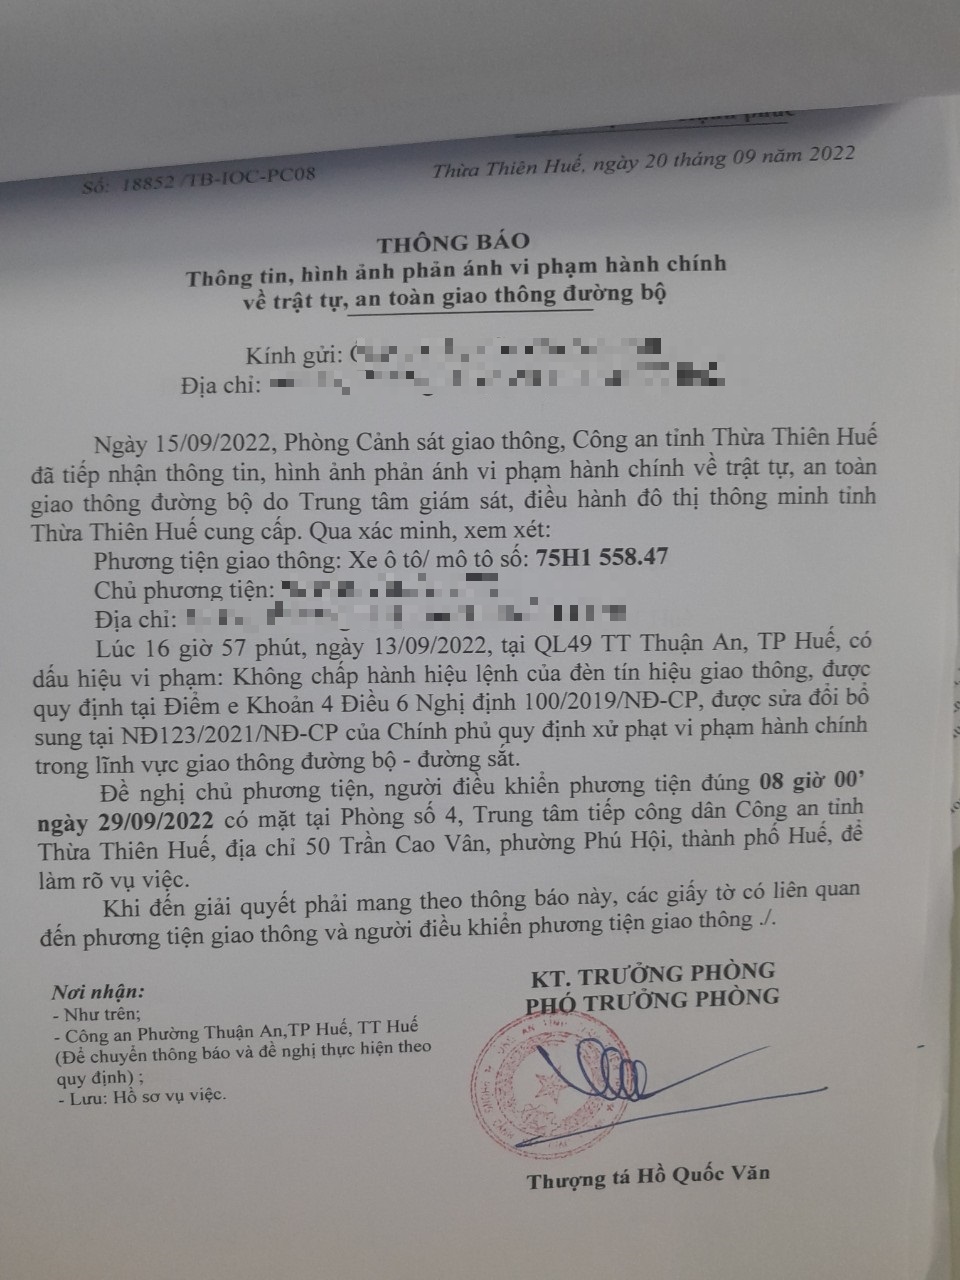 Số: 18852 /TB-IOC-PC08
Thừa Thiên Huế, ngày 20 tháng 09 năm 2022
THÔNG BÁO
Thông tin, hình ảnh phản ánh vi phạm hành chính
về trật tự, an toàn giao thông đường bộ
Kính gửi:
Địa chỉ:
Ngày 15/09/2022, Phòng Cảnh sát giao thông, Công an tỉnh Thừa Thiên Huế
đã tiếp nhận thông tin, hình ảnh phản ánh vi phạm hành chính về trật tự, an toàn
giao thông đường bộ do Trung tâm giám sát, điều hành đô thị thông minh tỉnh
Thừa Thiên Huế cung cấp. Qua xác minh, xem xét:
Phương tiện giao thông: Xe ô tô/ mô tô số: 75H1 558.47
Chủ phương tiện:
Địa chỉ:
Lúc 16 giờ 57 phút, ngày 13/09/2022, tại QL49 TT Thuận An, TP Huế, có
dấu hiệu vi phạm: Không chấp hành hiệu lệnh của đèn tín hiệu giao thông, được
quy định tại Điểm e Khoản 4 Điều 6 Nghị định 100/2019/NĐ-CP, được sửa đổi bổ
sung tại NĐ123/2021/NĐ-CP của Chính phủ quy định xử phạt vi phạm hành chính
trong lĩnh vực giao thông đường bộ - đường sắt.
Đề nghị chủ phương tiện, người điều khiển phương tiện đúng 08 giờ 00’
ngày 29/09/2022 có mặt tại Phòng số 4, Trung tâm tiếp công dân Công an tỉnh
Thừa Thiên Huế, địa chỉ 50 Trần Cao Vân, phường Phú Hội, thành phố Huế, để
làm rõ vụ việc.
Khi đến giải quyết phải mang theo thông báo này, các giấy tờ có liên quan
đến phương tiện giao thông và người điều khiển phương tiện giao thông ./.
KT. TRƯỞNG PHÒNG
PHÓ TRƯỞNG PHÒNG
Nơi nhận:
- Như trên;
- Công an Phường Thuận An,TP Huế, TT Huế
(Để chuyển thông báo và đề nghị thực hiện theo
quy định) ;
- Lưu: Hồ sơ vụ việc.
Thượng tá Hồ Quốc Văn